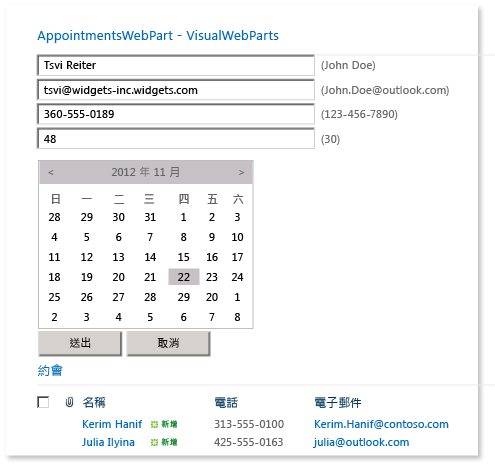 AppointmentsWebPart - VisualWebParts
Tsvi Reiter (John Doe)
tsvi@widgets-inc.widgets.com (John.Doe@outlook.com)
360-555-0189 (123-456-7890)
48 (30)
< 2012 年 11 月 >
日 一 二 三 四 五 六
28 29 30 31 1 2 3
4 5 6 7 8 9 10
11 12 13 14 15 16 17
18 19 20 21 22 23 24
25 26 27 28 29 20 1
2 3 4 5 6 7 8
送出 取消
約會
名稱 電話 電子郵件
Kerim Hanif 新增 313-555-0100 Kerim.Hanif@contoso.com
Julia Ilyina 新增 425-555-0163 julia@outlook.com